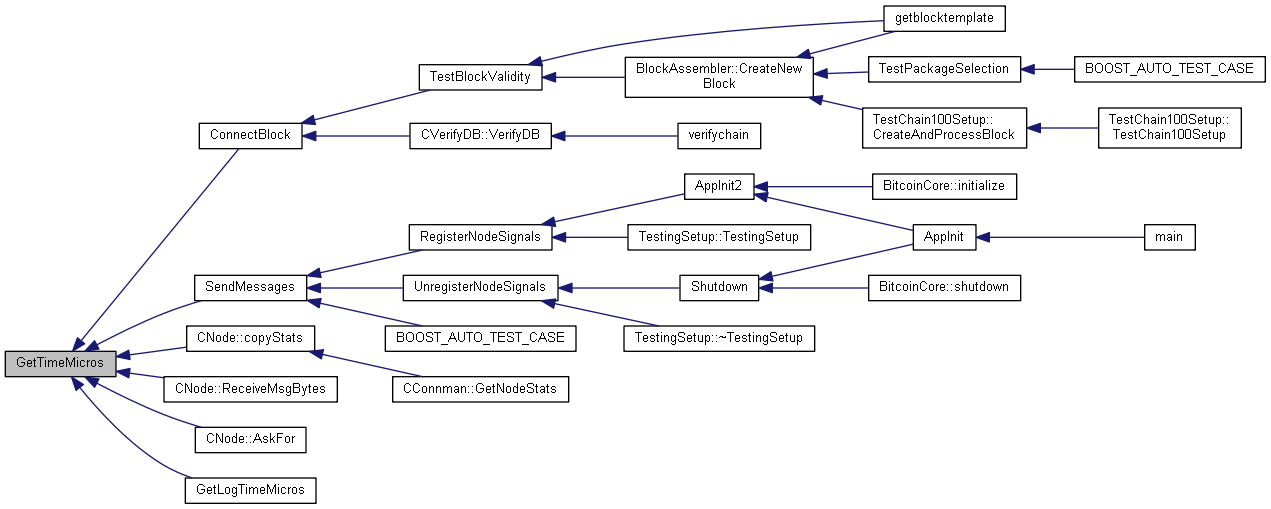 getblocktemplate
TestBlockValidity
BlockAssembler::CreateNew
Block
TestPackageSelection
BOOST_AUTO_TEST_CASE
ConnectBlock
CVerifyDB::VerifyDB
verifychain
TestChain100Setup::
CreateAndProcessBlock
TestChain100Setup::
TestChain100Setup
AppInit2
BitcoinCore::initialize
RegisterNodeSignals
TestingSetup::TestingSetup
AppInit
main
SendMessages
UnregisterNodeSignals
Shutdown
BitcoinCore::shutdown
BOOST_AUTO_TEST_CASE
TestingSetup::~TestingSetup
CNode::copyStats
GetTimeMicros
CNode::ReceiveMsgBytes
CConnman::GetNodeStats
CNode::AskFor
GetLogTimeMicros